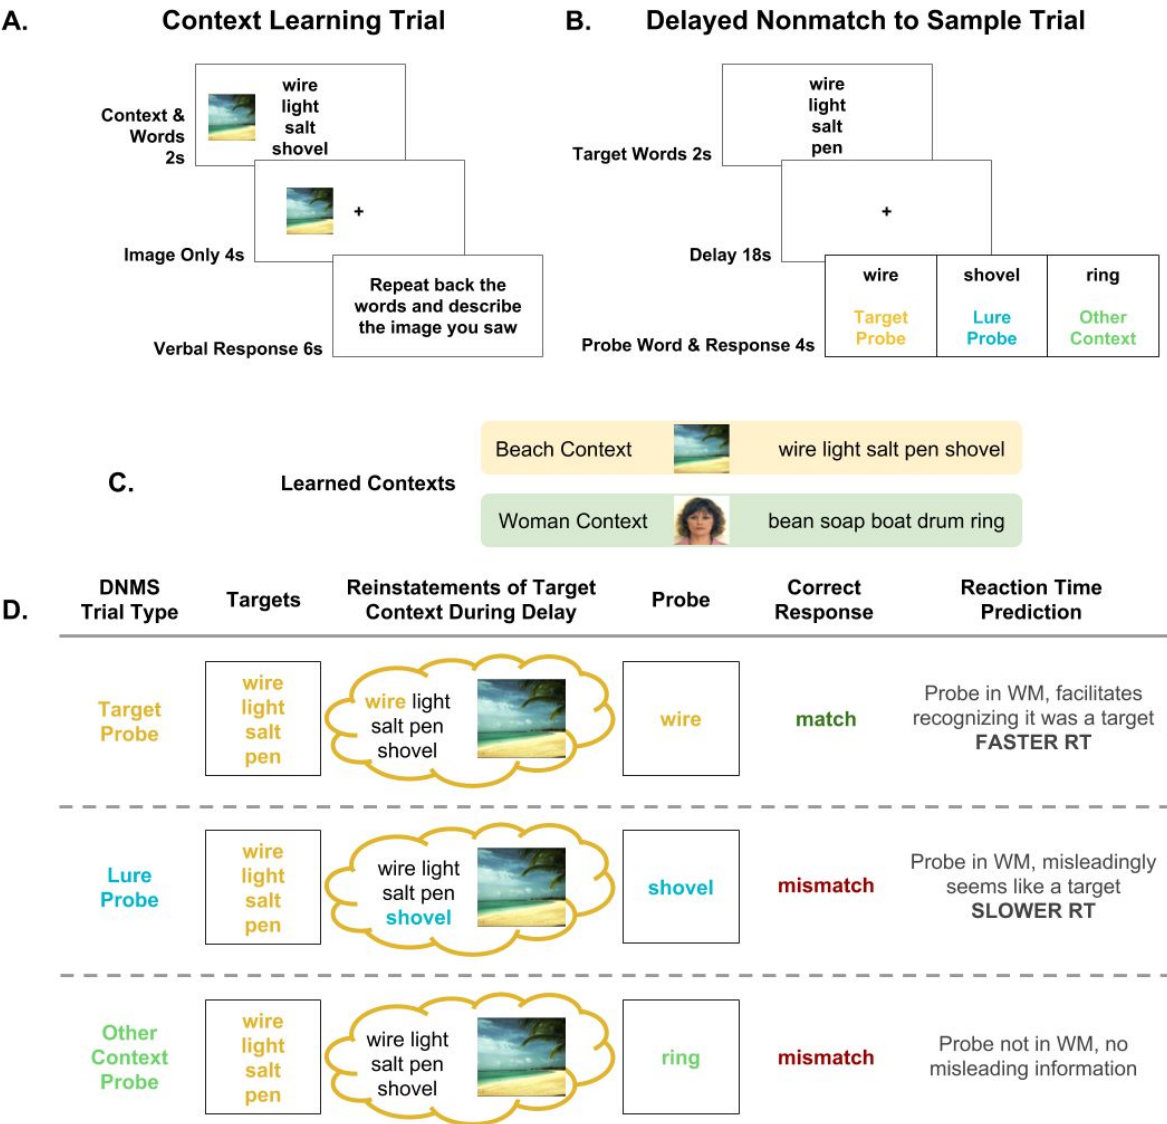 A.
Context Learning Trial
Context &
Words
2s
wire
light
salt
shovel
Image Only 4s
+
Verbal Response 6s
Repeat back the
words and describe
the image you saw
B.
Delayed Nonmatch to Sample Trial
Target Words 2s
wire
light
salt
pen
Delay 18s
+
Probe Word & Response 4s
wire
Target
Probe
shovel
Lure
Probe
ring
Other
Context
C.
Learned Contexts
Beach Context wire light salt pen shovel
Woman Context bean soap boat drum ring
D.
DNMS
Trial Type
Targets
Reinstatements of Target
Context During Delay
Probe
Correct
Response
Reaction Time
Prediction
Target
Probe
wire
light
salt
pen
wire light
salt pen
shovel
wire
match
Probe in WM, facilitates
recognizing it was a target
FASTER RT
Lure
Probe
wire
light
salt
pen
wire light
salt pen
shovel
shovel
mismatch
Probe in WM, misleadingly
seems like a target
SLOWER RT
Other
Context
Probe
wire
light
salt
pen
wire light
salt pen
shovel
ring
mismatch
Probe not in WM, no
misleading information